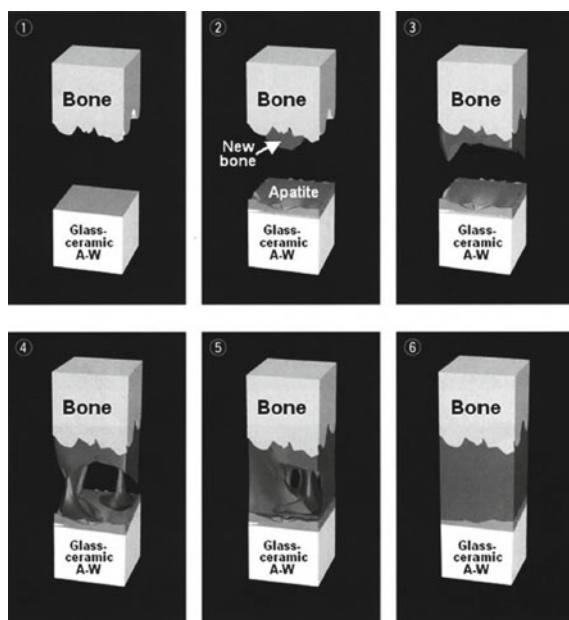 ①
Bone
Glass-
ceramic
A-W
②
Bone
New
bone
Apatite
Glass-
ceramic
A-W
③
Bone
Glass-
ceramic
A-W
④
Bone
Glass-
ceramic
A-W
⑤
Bone
Glass-
ceramic
A-W
⑥
Bone
Glass-
ceramic
A-W